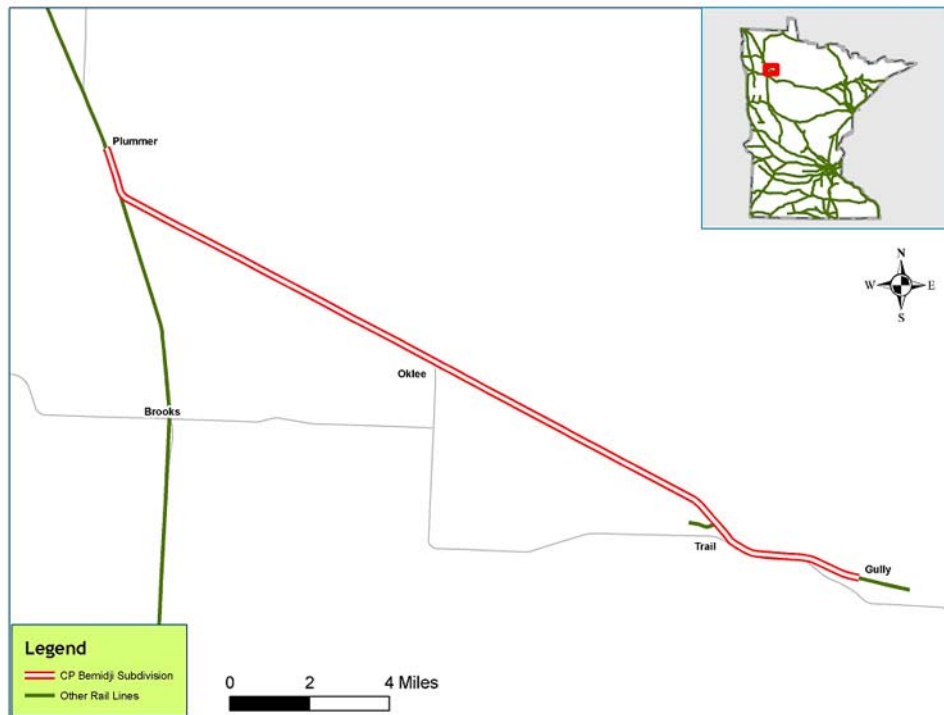 Plummer
N
W E
S
Oklee
Brooks
Trail
Gully
Legend
CP Bemidji Subdivision
Other Rail Lines
0 2 4 Miles